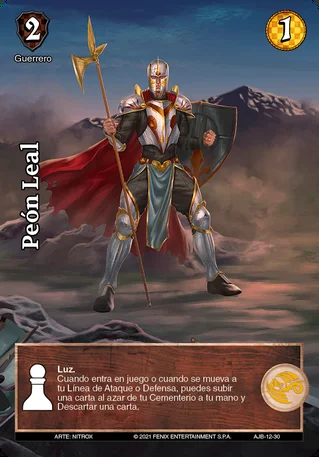 2
1
Guerrero
Peón Leal
Luz.
Cuando entra en juego o cuando se mueva a
tu Línea de Ataque o Defensa, puedes subir
una carta al azar de tu Cementerio a tu mano y
Descartar una carta.
ARTE: NITROX
© 2021 FENIX ENTERTAINMENT S.P.A.
AJB-12-30